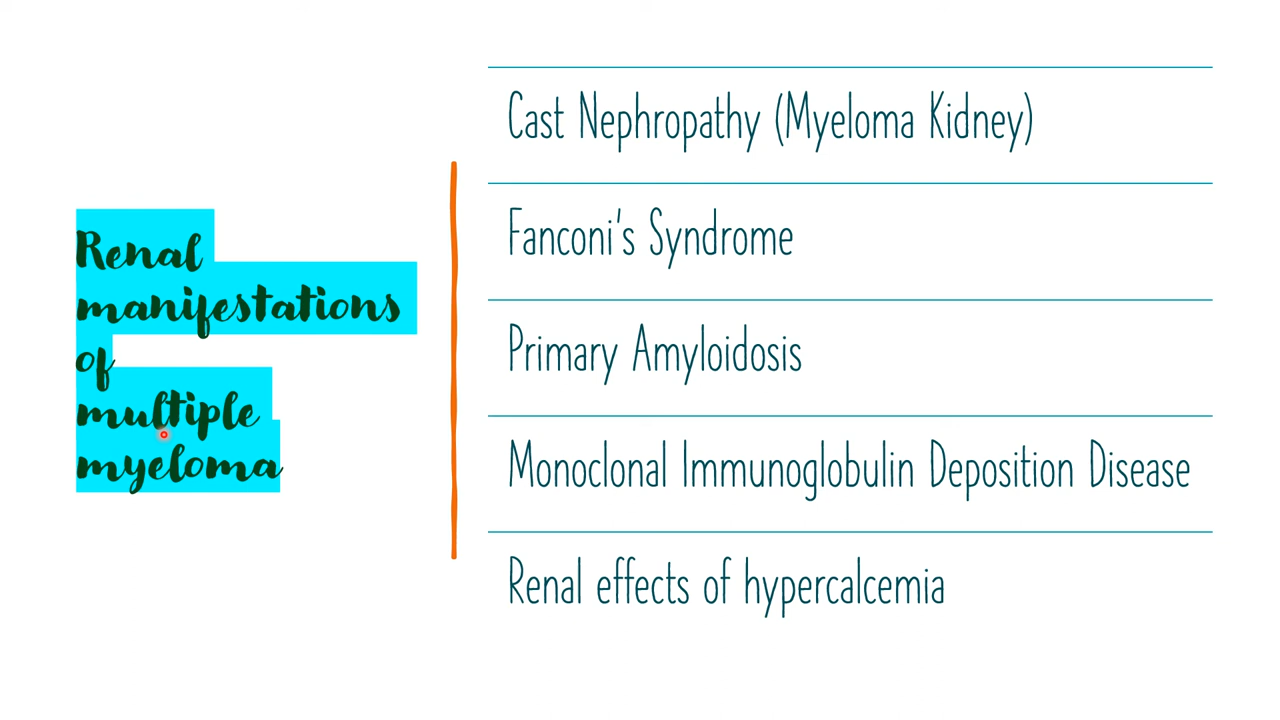 Renal
manifestations
of
multiple
myeloma
Cast Nephropathy (Myeloma Kidney)
Fanconi's Syndrome
Primary Amyloidosis
Monoclonal Immunoglobulin Deposition Disease
Renal effects of hypercalcemia